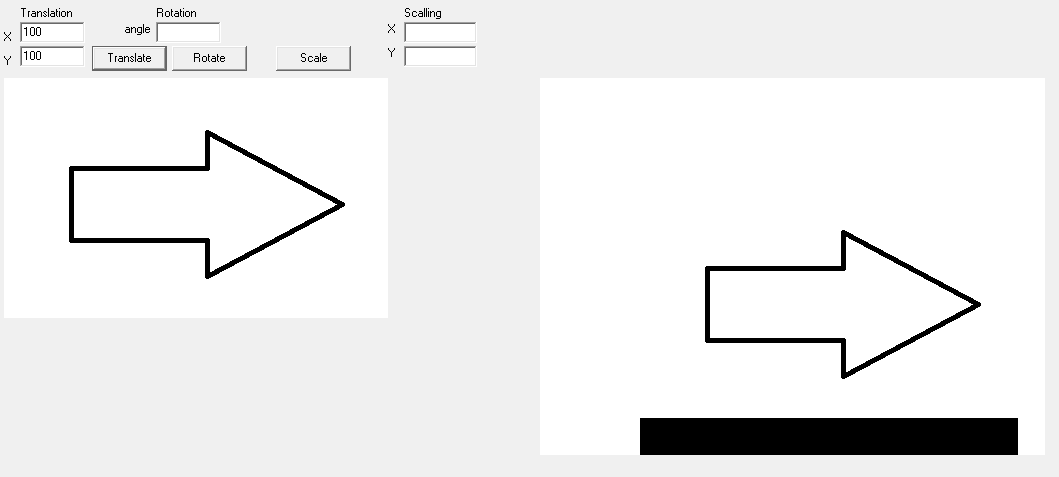 Translation Rotation Scalling
X 100 angle X
Y 100 Translate Rotate Scale Y